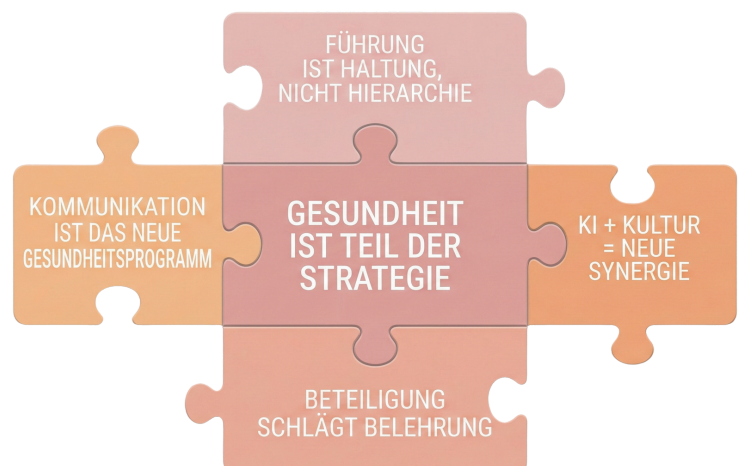 FÜHRUNG
IST HALTUNG,
NICHT HIERARCHIE
KOMMUNIKATION
IST DAS NEUE
GESUNDHEITSPROGRAMM
GESUNDHEIT
IST TEIL DER
STRATEGIE
KI + KULTUR
= NEUE
SYNERGIE
BETEILIGUNG
SCHLÄGT BELEHRUNG